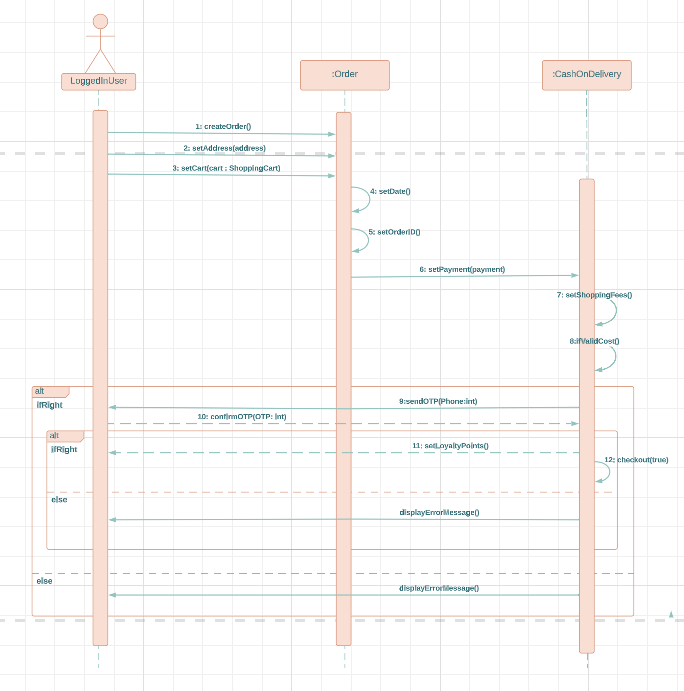 LoggedInUser
:Order
:CashOnDelivery
1: createOrder()
2: setAddress(address)
3: setCart(cart : ShoppingCart)
4: setDate()
5: setOrderID()
6: setPayment(payment)
7: setShoppingFees()
8:ifValidCost()
alt
ifRight
9:sendOTP(Phone:int)
10: confirmOTP(OTP: int)
alt
ifRight
11: setLoyaltyPoints()
12: checkout(true)
else
displayErrorMessage()
else
displayErrorMessage()